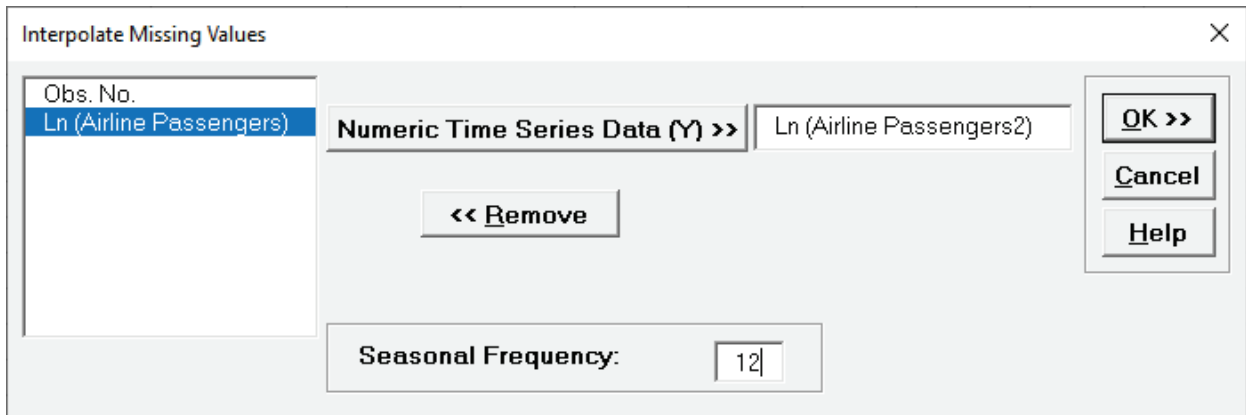 Interpolate Missing Values
Obs. No.
Ln (Airline Passengers)
Numeric Time Series Data (Y) >>
Ln (Airline Passengers2)
<< Remove
Seasonal Frequency:
12
OK >>
Cancel
Help